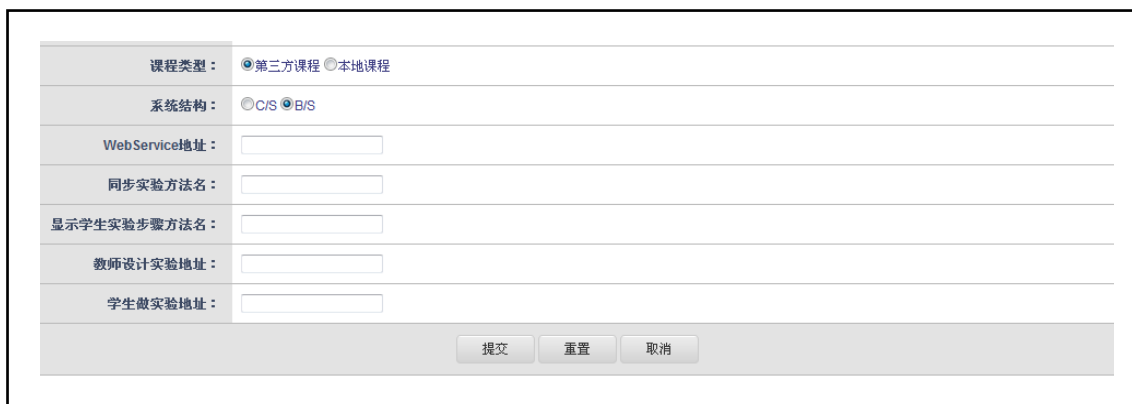 课程类型： 第三方课程 本地课程
系统结构： C/S B/S
WebService地址：
同步实验方法名：
显示学生实验步骤方法名：
教师设计实验地址：
学生做实验地址：
提交 重置 取消